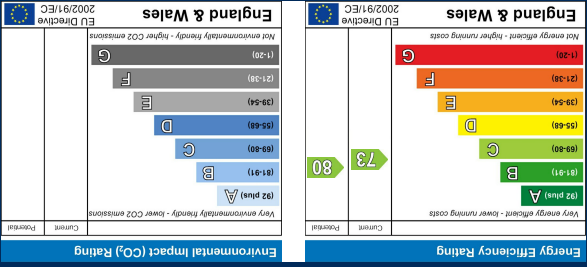 Energy Efficiency Rating
Current
Potential
Very energy efficient - lower running costs
(92 plus) A
(81-91) B
(69-80) C
(55-68) D
(39-54) E
(21-38) F
(1-20) G
73
80
Not energy efficient - higher running costs
England & Wales
EU Directive
2002/91/EC
Environmental Impact (CO₂) Rating
Current
Potential
Very environmentally friendly - lower CO2 emissions
(92 plus) A
(81-91) B
(69-80) C
(55-68) D
(39-54) E
(21-38) F
(1-20) G
Not environmentally friendly - higher CO2 emissions
England & Wales
EU Directive
2002/91/EC